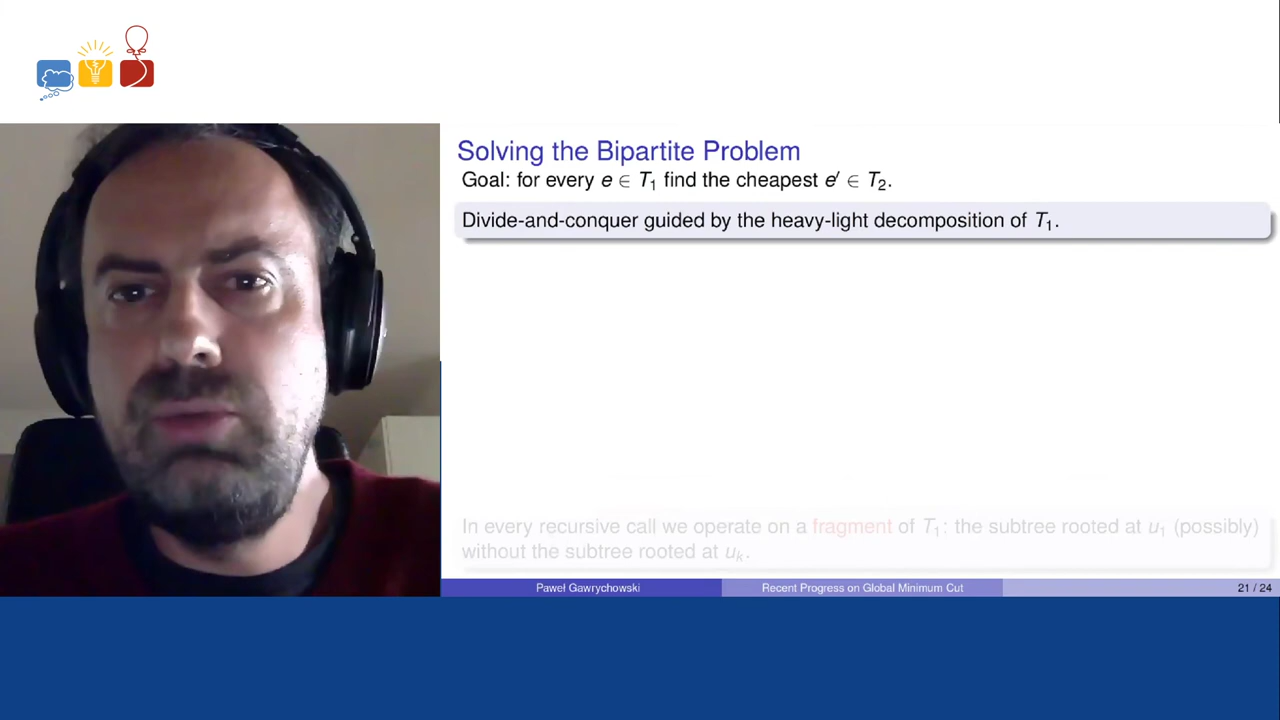 Solving the Bipartite Problem
Goal: for every e ∈ T₁ find the cheapest e′ ∈ T₂.
Divide-and-conquer guided by the heavy-light decomposition of T₁.
In every recursive call we operate on a fragment of T₁: the subtree rooted at u₁ (possibly)
without the subtree rooted at uₖ.
Paweł Gawrychowski
Recent Progress on Global Minimum Cut
21 / 24